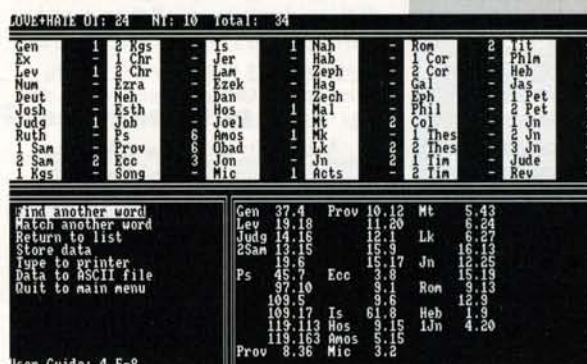 LOVE+HATE OT: 24 NT: 10 Total: 34
Gen 1 2 Kgs - Is 1 Nah - Rom 2 Tit
Ex - 1 Chr - Jer - Hab - 1 Cor - Phlm
Lev 1 2 Chr - Lam - Zeph - 2 Cor - Heb
Num - Ezra - Ezek - Hag - Gal - Jas
Deut - Neh - Dan - Zech - Eph - 1 Pet
Josh - Esth - Hos 1 Mal - Phil - 2 Pet
Judg 1 Job - Joel - Mt 2 Col - 1 Jn
Ruth - Ps 6 Amos 1 Mk - 1 Thes - 2 Jn
1 Sam - Prov 6 Obad - Lk 2 2 Thes - 3 Jn
2 Sam 2 Ecc 3 Jon - Jn 2 1 Tim - Jude
1 Kgs - Song - Mic 1 Acts - 2 Tim - Rev
Find another word
Match another word
Return to list
Store data
Type to printer
Data to ASCII file
Quit to main menu
User Guide: 4.5-8
Gen 37.4 Prov 10.12 Mt 5.43
Lev 19.18 11.20 6.24
Judg 14.16 12.1 Lk 6.27
2Sam 13.15 15.9 16.13
19.6 15.17 Jn 12.25
Ps 45.7 Ecc 3.8 15.19
97.10 9.1 Rom 9.13
109.5 9.6 12.9
109.17 Is 61.8 Heb 1.9
119.113 Hos 9.15 1Jn 4.20
119.163 Amos 5.15
Prov 8.36 Mic 3.2